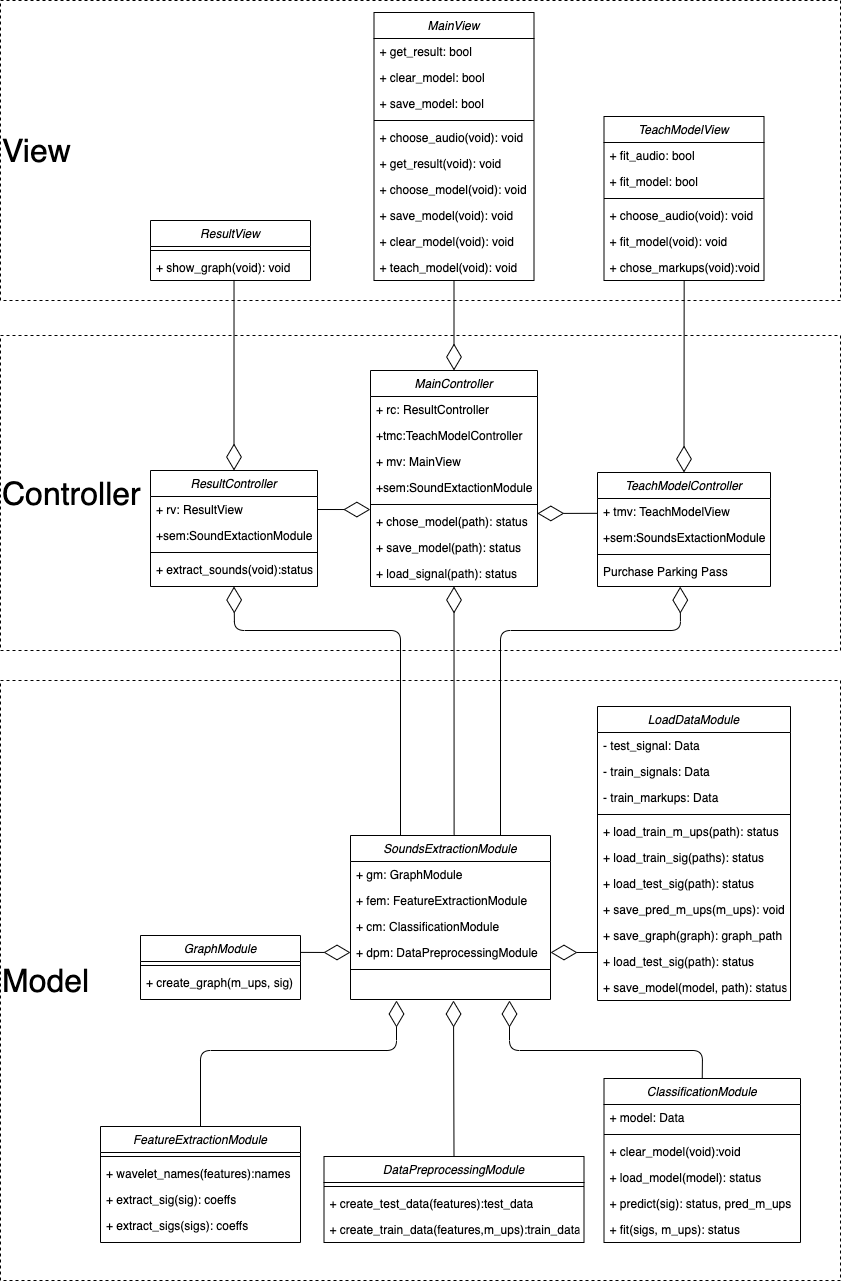 View
MainView
+ get_result: bool
+ clear_model: bool
+ save_model: bool
+ choose_audio(void): void
+ get_result(void): void
+ choose_model(void): void
+ save_model(void): void
+ clear_model(void): void
+ teach_model(void): void
TeachModelView
+ fit_audio: bool
+ fit_model: bool
+ choose_audio(void): void
+ fit_model(void): void
+ chose_markups(void):void
ResultView
+ show_graph(void): void
Controller
MainController
+ rc: ResultController
+tmc:TeachModelController
+ mv: MainView
+sem:SoundExtactionModule
+ chose_model(path): status
+ save_model(path): status
+ load_signal(path): status
ResultController
+ rv: ResultView
+sem:SoundExtactionModule
+ extract_sounds(void):status
TeachModelController
+ tmv: TeachModelView
+sem:SoundsExtactionModule
Purchase Parking Pass
Model
LoadDataModule
- test_signal: Data
- train_signals: Data
- train_markups: Data
+ load_train_m_ups(path): status
+ load_train_sig(paths): status
+ load_test_sig(path): status
+ save_pred_m_ups(m_ups): void
+ save_graph(graph): graph_path
+ load_test_sig(path): status
+ save_model(model, path): status
SoundsExtractionModule
+ gm: GraphModule
+ fem: FeatureExtractionModule
+ cm: ClassificationModule
+ dpm: DataPreprocessingModule
GraphModule
+ create_graph(m_ups, sig)
FeatureExtractionModule
+ wavelet_names(features):names
+ extract_sig(sig): coeffs
+ extract_sigs(sigs): coeffs
DataPreprocessingModule
+ create_test_data(features):test_data
+ create_train_data(features,m_ups):train_data
ClassificationModule
+ model: Data
+ clear_model(void):void
+ load_model(model): status
+ predict(sig): status, pred_m_ups
+ fit(sigs, m_ups): status